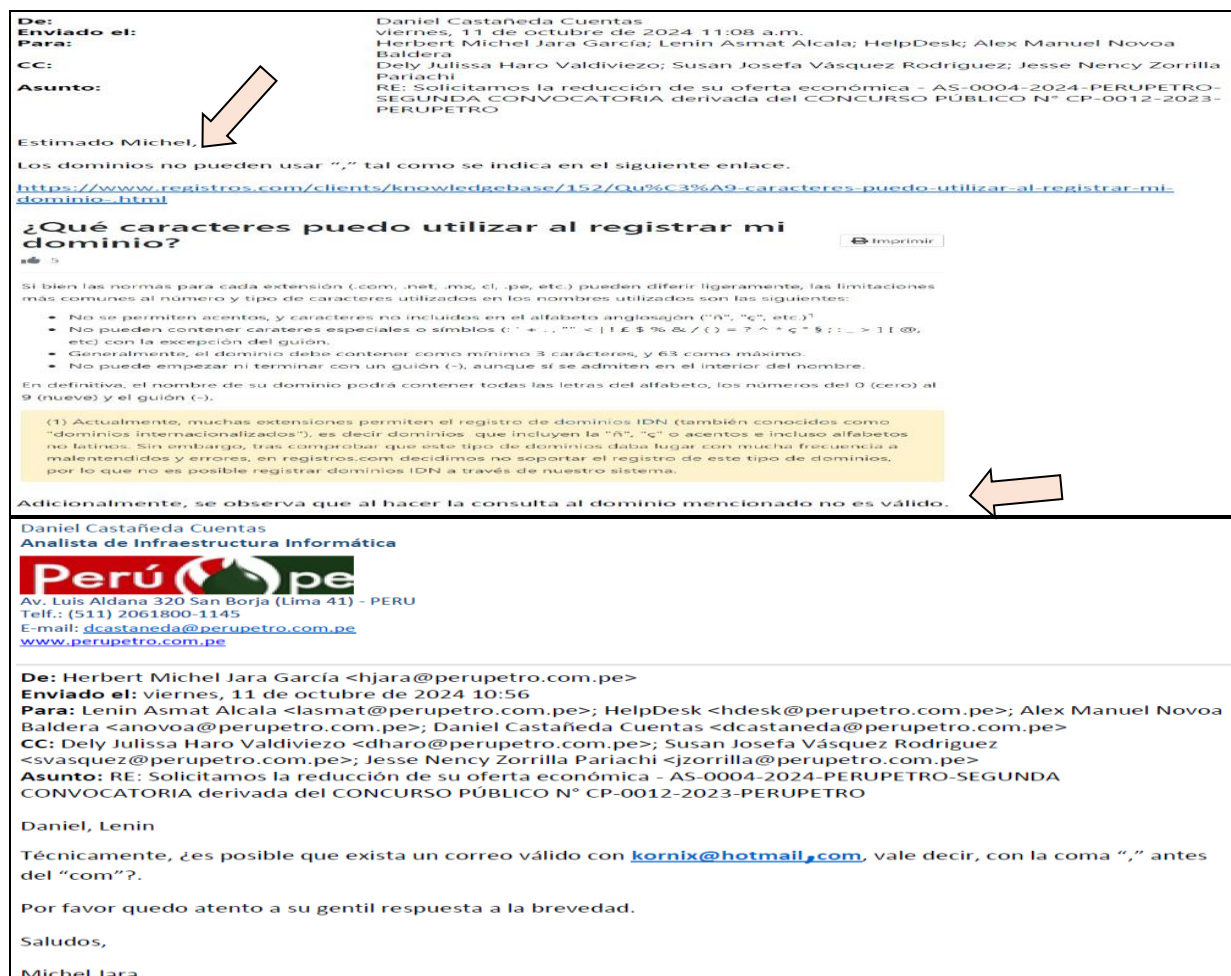 De: Daniel Castañeda Cuentas
Enviado el: viernes, 11 de octubre de 2024 11:08 a.m.
Para: Herbert Michel Jara García; Lenin Asmat Alcala; HelpDesk; Alex Manuel Novoa
Baldera
CC: Dely Julissa Haro Valdiviezo; Susan Josefa Vásquez Rodriguez; Jesse Nency Zorrilla
Pariachi
Asunto: RE: Solicitamos la reducción de su oferta económica - AS-0004-2024-PERUPETRO-
SEGUNDA CONVOCATORIA derivada del CONCURSO PÚBLICO N° CP-0012-2023-
PERUPETRO
Estimado Michel,
Los dominios no pueden usar “,” tal como se indica en el siguiente enlace.
https://www.registros.com/clients/knowledgebase/152/Qu%C3%A9-caracteres-puedo-utilizar-al-registrar-mi-
dominio-.html
¿Qué caracteres puedo utilizar al registrar mi
dominio?
Imprimir
5
Si bien las normas para cada extensión (.com, .net, .mx, cl, .pe, etc.) pueden diferir ligeramente, las limitaciones
más comunes al número y tipo de caracteres utilizados en los nombres utilizados son las siguientes:
• No se permiten acentos, y caracteres no incluidos en el alfabeto anglosajón ("ñ", "ç", etc.)¹
• No pueden contener carateres especiales o símblos (: ` + . , "" < | ! £ $ % & / ( ) = ? ^ * ç ° § ; : _ > ] [ @,
etc) con la excepción del guión.
• Generalmente, el dominio debe contener como mínimo 3 carácteres, y 63 como máximo.
• No puede empezar ni terminar con un guión (-), aunque sí se admiten en el interior del nombre.
En definitiva, el nombre de su dominio podrá contener todas las letras del alfabeto, los números del 0 (cero) al
9 (nueve) y el guión (-).
(1) Actualmente, muchas extensiones permiten el registro de dominios IDN (también conocidos como
"dominios internacionalizados"), es decir dominios que incluyen la "ñ", "ç" o acentos e incluso alfabetos
no latinos. Sin embargo, tras comprobar que este tipo de dominios daba lugar con mucha frecuencia a
malentendidos y errores, en registros.com decidimos no soportar el registro de este tipo de dominios,
por lo que no es posible registrar dominios IDN a través de nuestro sistema.
Adicionalmente, se observa que al hacer la consulta al dominio mencionado no es válido.
Daniel Castañeda Cuentas
Analista de Infraestructura Informática
Perú pe
Av. Luis Aldana 320 San Borja (Lima 41) - PERU
Telf.: (511) 2061800-1145
E-mail: dcastaneda@perupetro.com.pe
www.perupetro.com.pe
De: Herbert Michel Jara García <hjara@perupetro.com.pe>
Enviado el: viernes, 11 de octubre de 2024 10:56
Para: Lenin Asmat Alcala <lasmat@perupetro.com.pe>; HelpDesk <hdesk@perupetro.com.pe>; Alex Manuel Novoa
Baldera <anovoa@perupetro.com.pe>; Daniel Castañeda Cuentas <dcastaneda@perupetro.com.pe>
CC: Dely Julissa Haro Valdiviezo <dharo@perupetro.com.pe>; Susan Josefa Vásquez Rodriguez
<svasquez@perupetro.com.pe>; Jesse Nency Zorrilla Pariachi <jzorrilla@perupetro.com.pe>
Asunto: RE: Solicitamos la reducción de su oferta económica - AS-0004-2024-PERUPETRO-SEGUNDA
CONVOCATORIA derivada del CONCURSO PÚBLICO N° CP-0012-2023-PERUPETRO
Daniel, Lenin
Técnicamente, ¿es posible que exista un correo válido con kornix@hotmail,com, vale decir, con la coma “,” antes
del “com”?.
Por favor quedo atento a su gentil respuesta a la brevedad.
Saludos,
Michel Jara